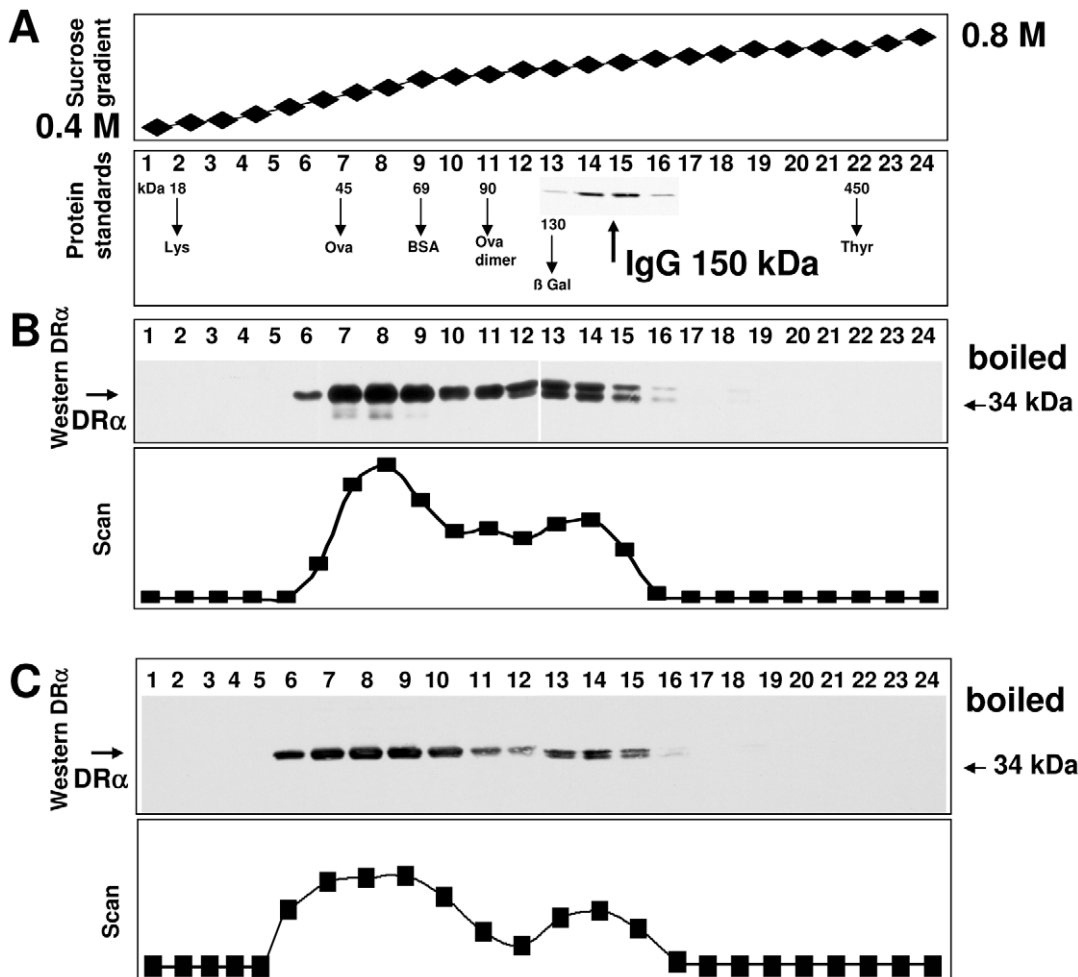 A
Sucrose
gradient
0.4 M
0.8 M
Protein
standards
1 2 3 4 5 6 7 8 9 10 11 12 13 14 15 16 17 18 19 20 21 22 23 24
kDa 18 45 69 90 450
130
Lys Ova BSA Ova
dimer
Thyr
IgG 150 kDa
ß Gal
B
Western DRα
1 2 3 4 5 6 7 8 9 10 11 12 13 14 15 16 17 18 19 20 21 22 23 24
boiled
DRα
34 kDa
Scan
C
Western DRα
1 2 3 4 5 6 7 8 9 10 11 12 13 14 15 16 17 18 19 20 21 22 23 24
boiled
DRα
34 kDa
Scan